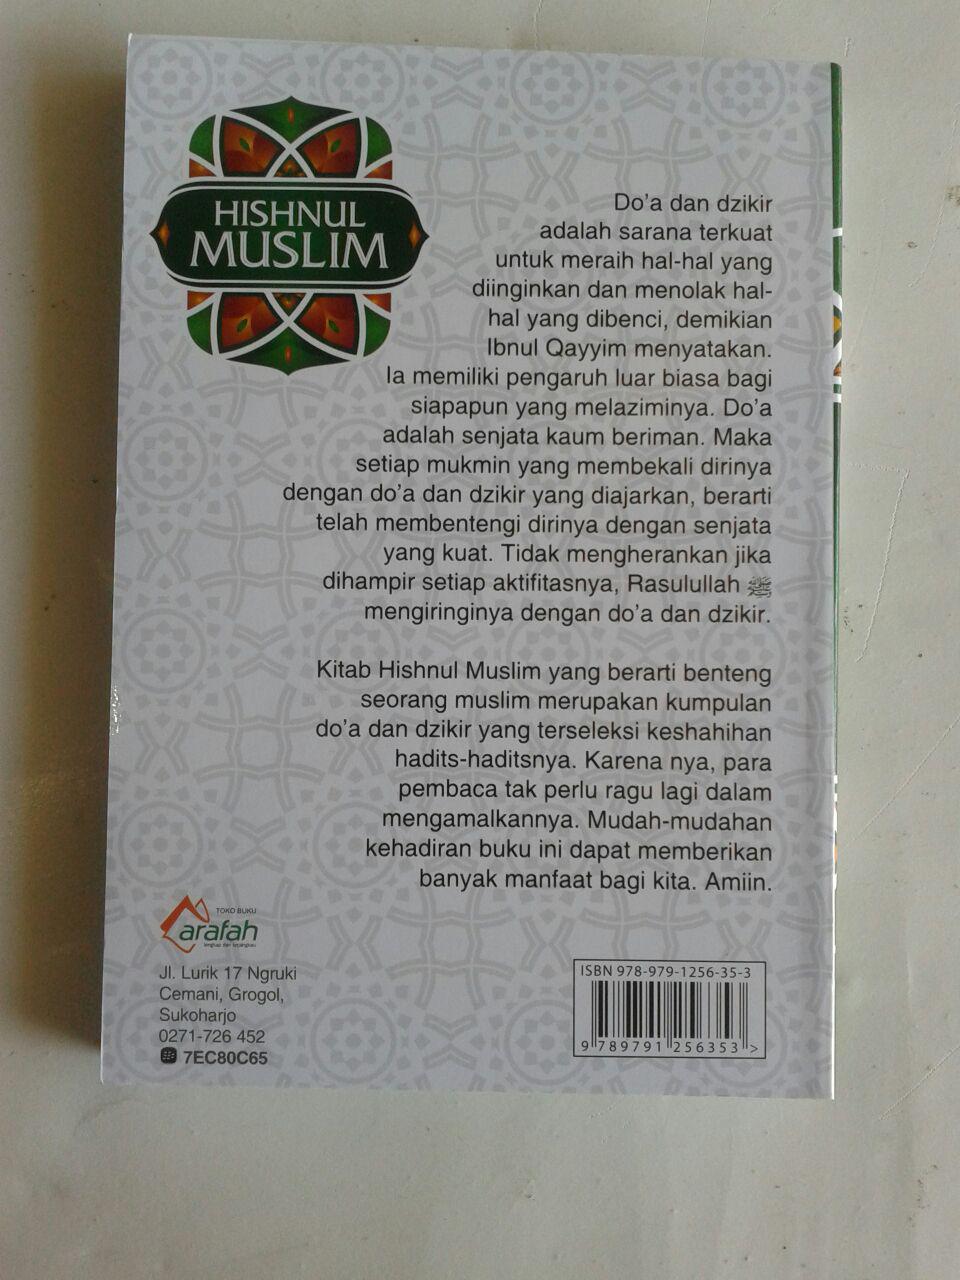 HISHNUL
MUSLIM
Do'a dan dzikir
adalah sarana terkuat
untuk meraih hal-hal yang
diinginkan dan menolak hal-
hal yang dibenci, demikian
Ibnul Qayyim menyatakan.
Ia memiliki pengaruh luar biasa bagi
siapapun yang melaziminya. Do'a
adalah senjata kaum beriman. Maka
setiap mukmin yang membekali dirinya
dengan do'a dan dzikir yang diajarkan, berarti
telah membentengi dirinya dengan senjata
yang kuat. Tidak mengherankan jika
dihampir setiap aktifitasnya, Rasulullah ﷺ
mengiringinya dengan do'a dan dzikir.
Kitab Hishnul Muslim yang berarti benteng
seorang muslim merupakan kumpulan
do'a dan dzikir yang terseleksi keshahihan
hadits-haditsnya. Karena nya, para
pembaca tak perlu ragu lagi dalam
mengamalkannya. Mudah-mudahan
kehadiran buku ini dapat memberikan
banyak manfaat bagi kita. Amiin.
TOKO BUKU
arafah
lengkap dan terjangkau
Jl. Lurik 17 Ngruki
Cemani, Grogol,
Sukoharjo
0271-726 452
7EC80C65
ISBN 978-979-1256-35-3
9 789791 256353 >